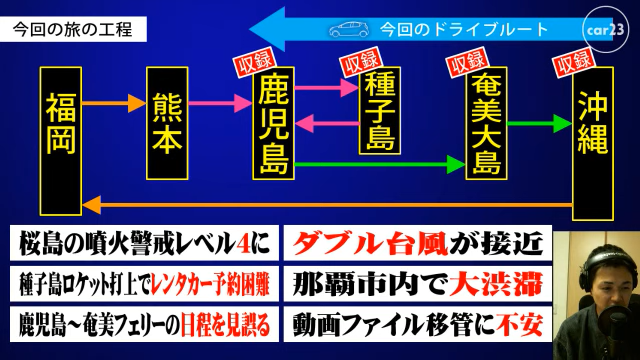 今回の旅の工程
今回のドライブルート
car23
収録
収録
収録
収録
福岡
熊本
鹿児島
種子島
奄美大島
沖縄
桜島の噴火警戒レベル4に
ダブル台風が接近
種子島ロケット打上でレンタカー予約困難
那覇市内で大渋滞
鹿児島～奄美フェリーの日程を見誤る
動画ファイル移管に不安